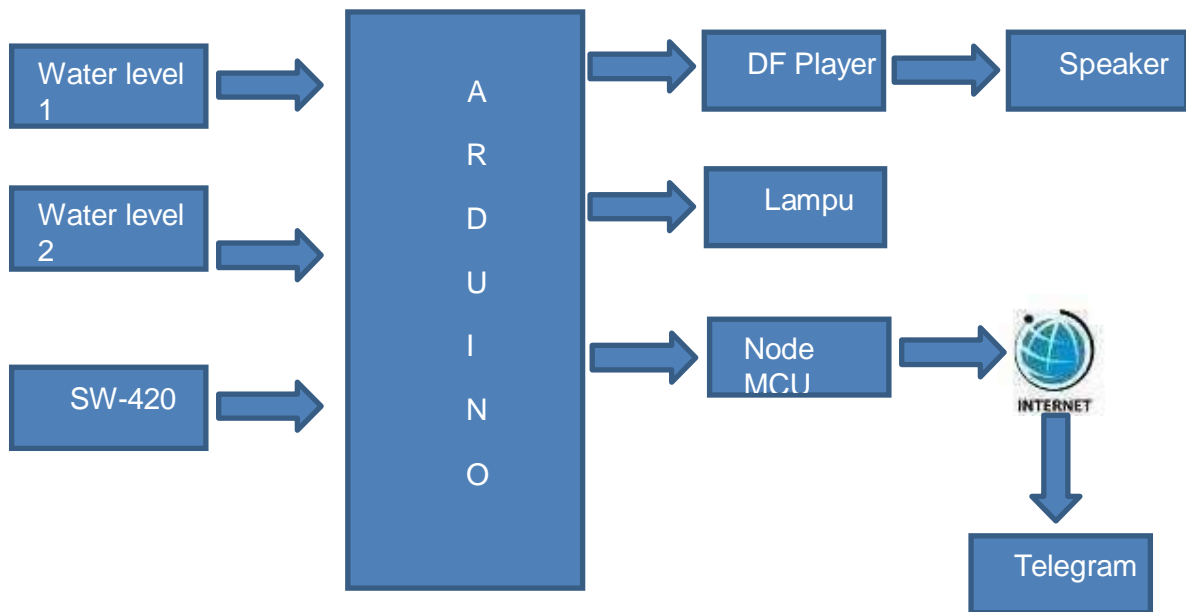 Water level
1
Water level
2
SW-420
A
R
D
U
I
N
O
DF Player
Speaker
Lampu
Node
MCU
INTERNET
Telegram